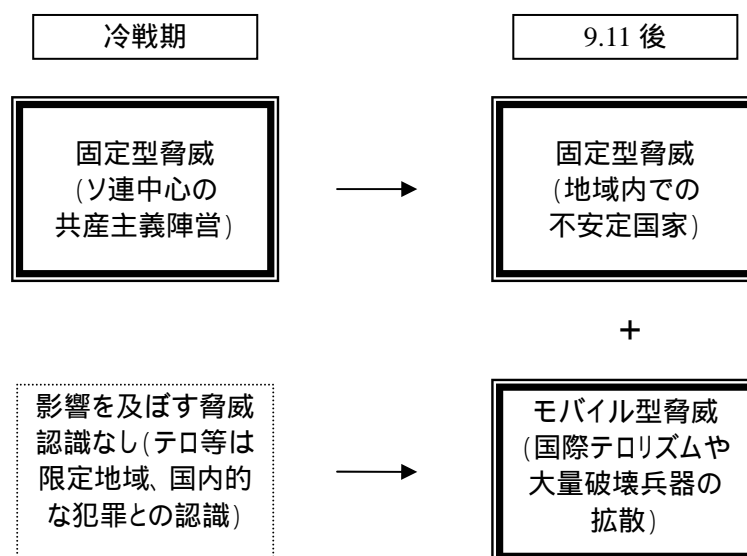 冷戦期
9.11 後
固定型脅威
(ソ連中心の
共産主義陣営)
固定型脅威
(地域内での
不安定国家)
+
影響を及ぼす脅威
認識なし(テロ等は
限定地域、国内的
な犯罪との認識)
モバイル型脅威
(国際テロリズムや
大量破壊兵器の
拡散)